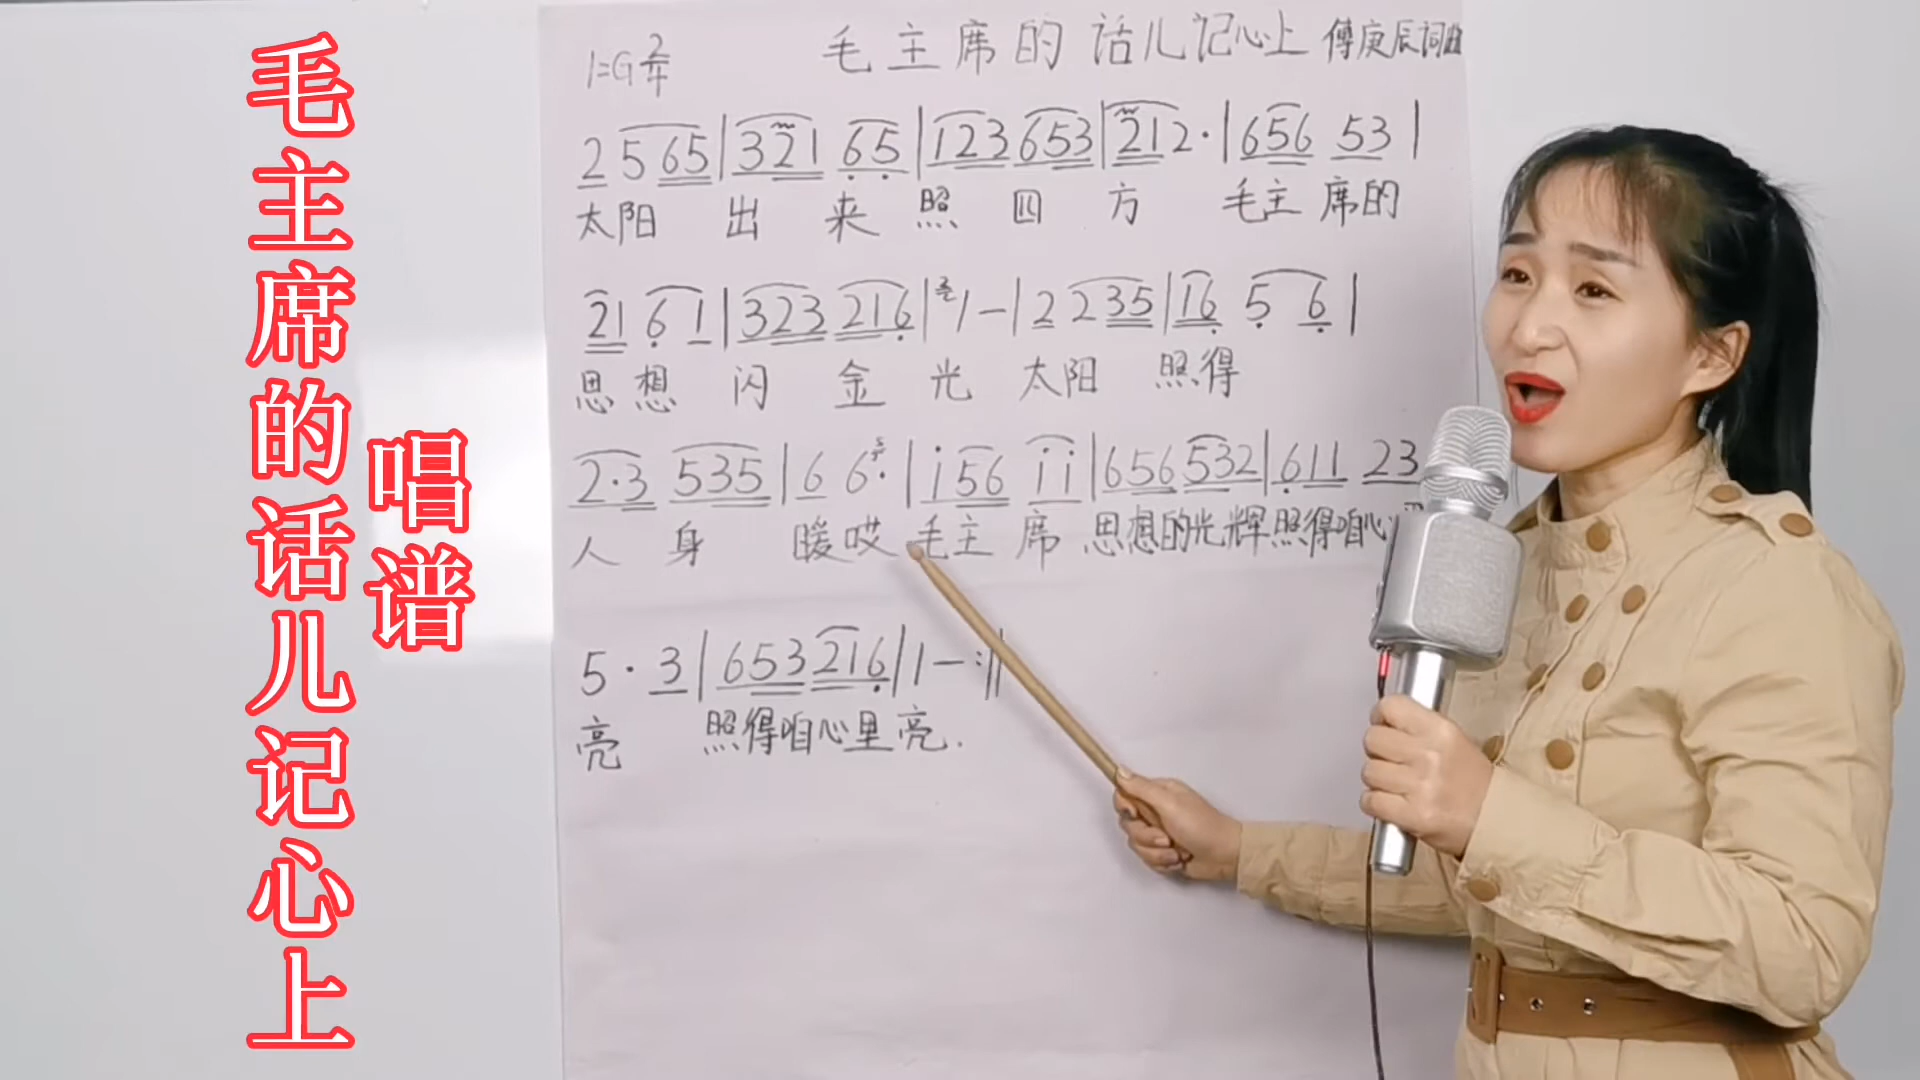 毛主席的话儿记心上
唱谱
毛主席的话儿记心上 傅庚辰词曲
1=G 2/4
2 5 65 | 321 65 | 123 653 | 212· | 656 53 |
太阳 出 来 照 四 方 毛主 席的
21 6 1 | 323 216 | 1 — | 2 2 35 | 16 5 6 |
思想 闪 金 光 太阳 照得
2·3 535 | 6 6· | i56 ii | 656 532 | 611 23
人 身 暖哎 毛主 席 思想的光辉照得咱心
5· 3 | 653 216 | 1 — :||
亮 照得咱心里亮.